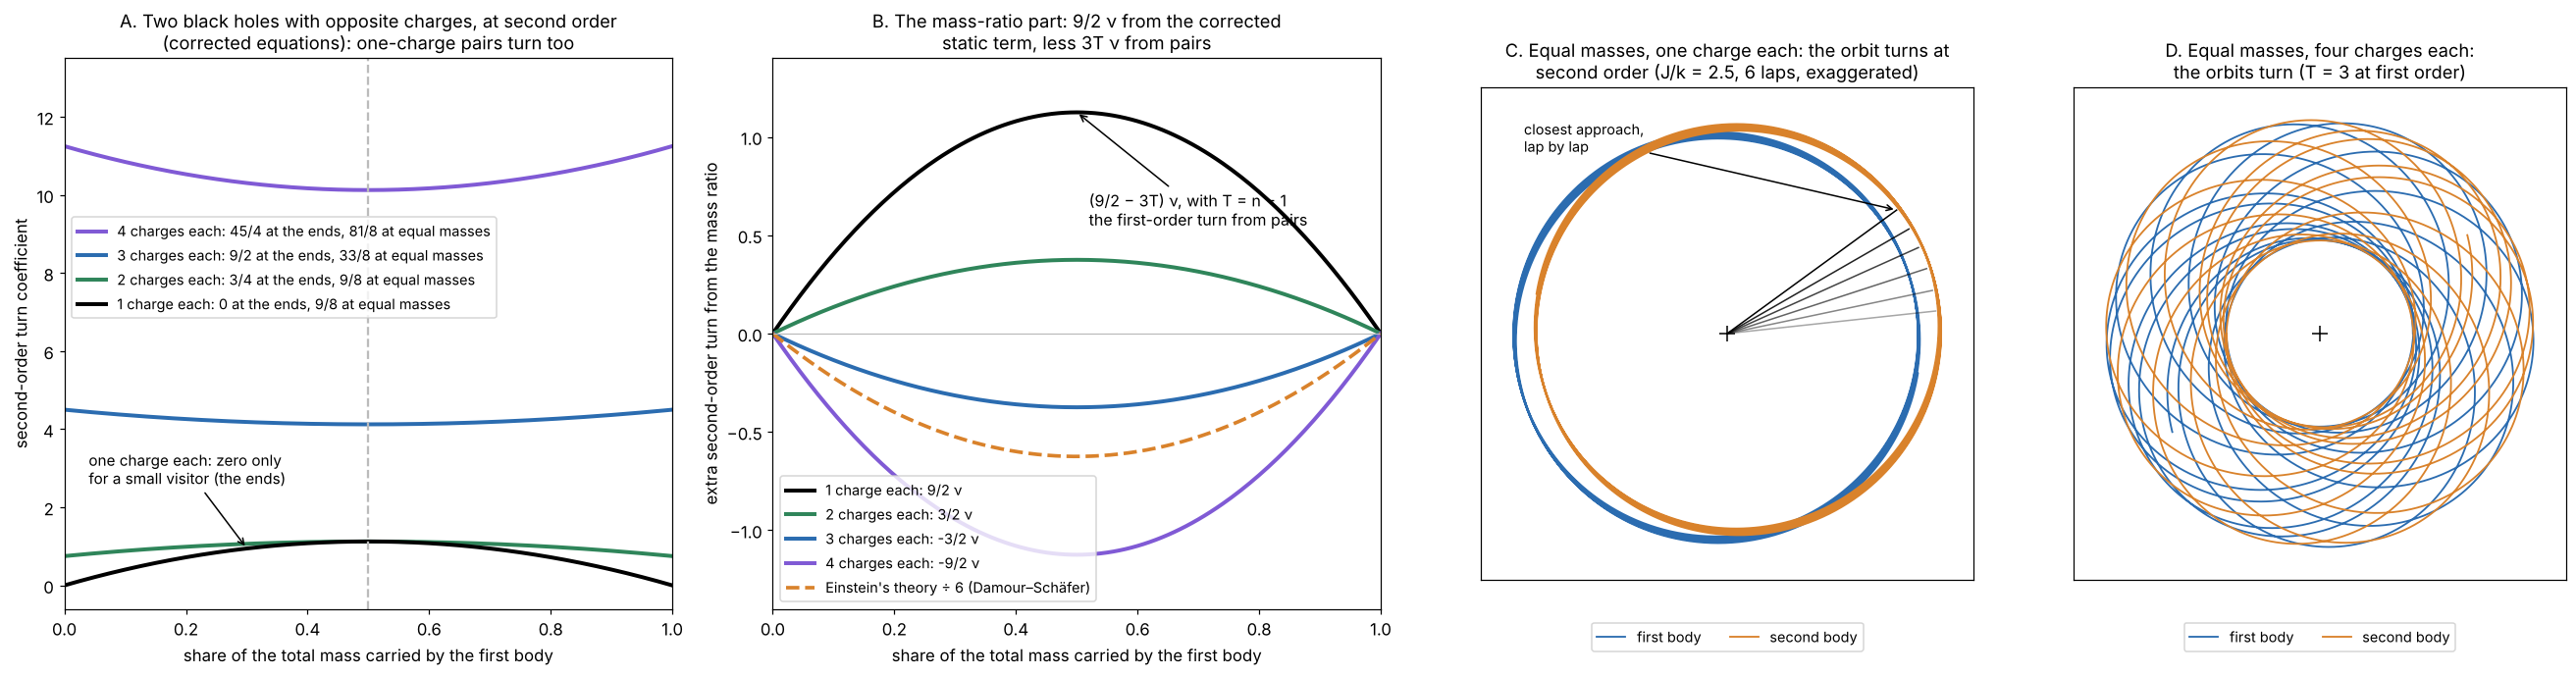 A. Two black holes with opposite charges, at second order
(corrected equations): one-charge pairs turn too
second-order turn coefficient
12
10
8
6
4
2
0
4 charges each: 45/4 at the ends, 81/8 at equal masses
3 charges each: 9/2 at the ends, 33/8 at equal masses
2 charges each: 3/4 at the ends, 9/8 at equal masses
1 charge each: 0 at the ends, 9/8 at equal masses
one charge each: zero only
for a small visitor (the ends)
0.0 0.2 0.4 0.6 0.8 1.0
share of the total mass carried by the first body
B. The mass-ratio part: 9/2 ν from the corrected
static term, less 3T ν from pairs
extra second-order turn from the mass ratio
1.0
0.5
0.0
−0.5
−1.0
(9/2 − 3T) ν, with T = n − 1
the first-order turn from pairs
1 charge each: 9/2 ν
2 charges each: 3/2 ν
3 charges each: -3/2 ν
4 charges each: -9/2 ν
Einstein's theory ÷ 6 (Damour–Schäfer)
0.0 0.2 0.4 0.6 0.8 1.0
share of the total mass carried by the first body
C. Equal masses, one charge each: the orbit turns at
second order (J/k = 2.5, 6 laps, exaggerated)
closest approach,
lap by lap
first body second body
D. Equal masses, four charges each:
the orbits turn (T = 3 at first order)
first body second body